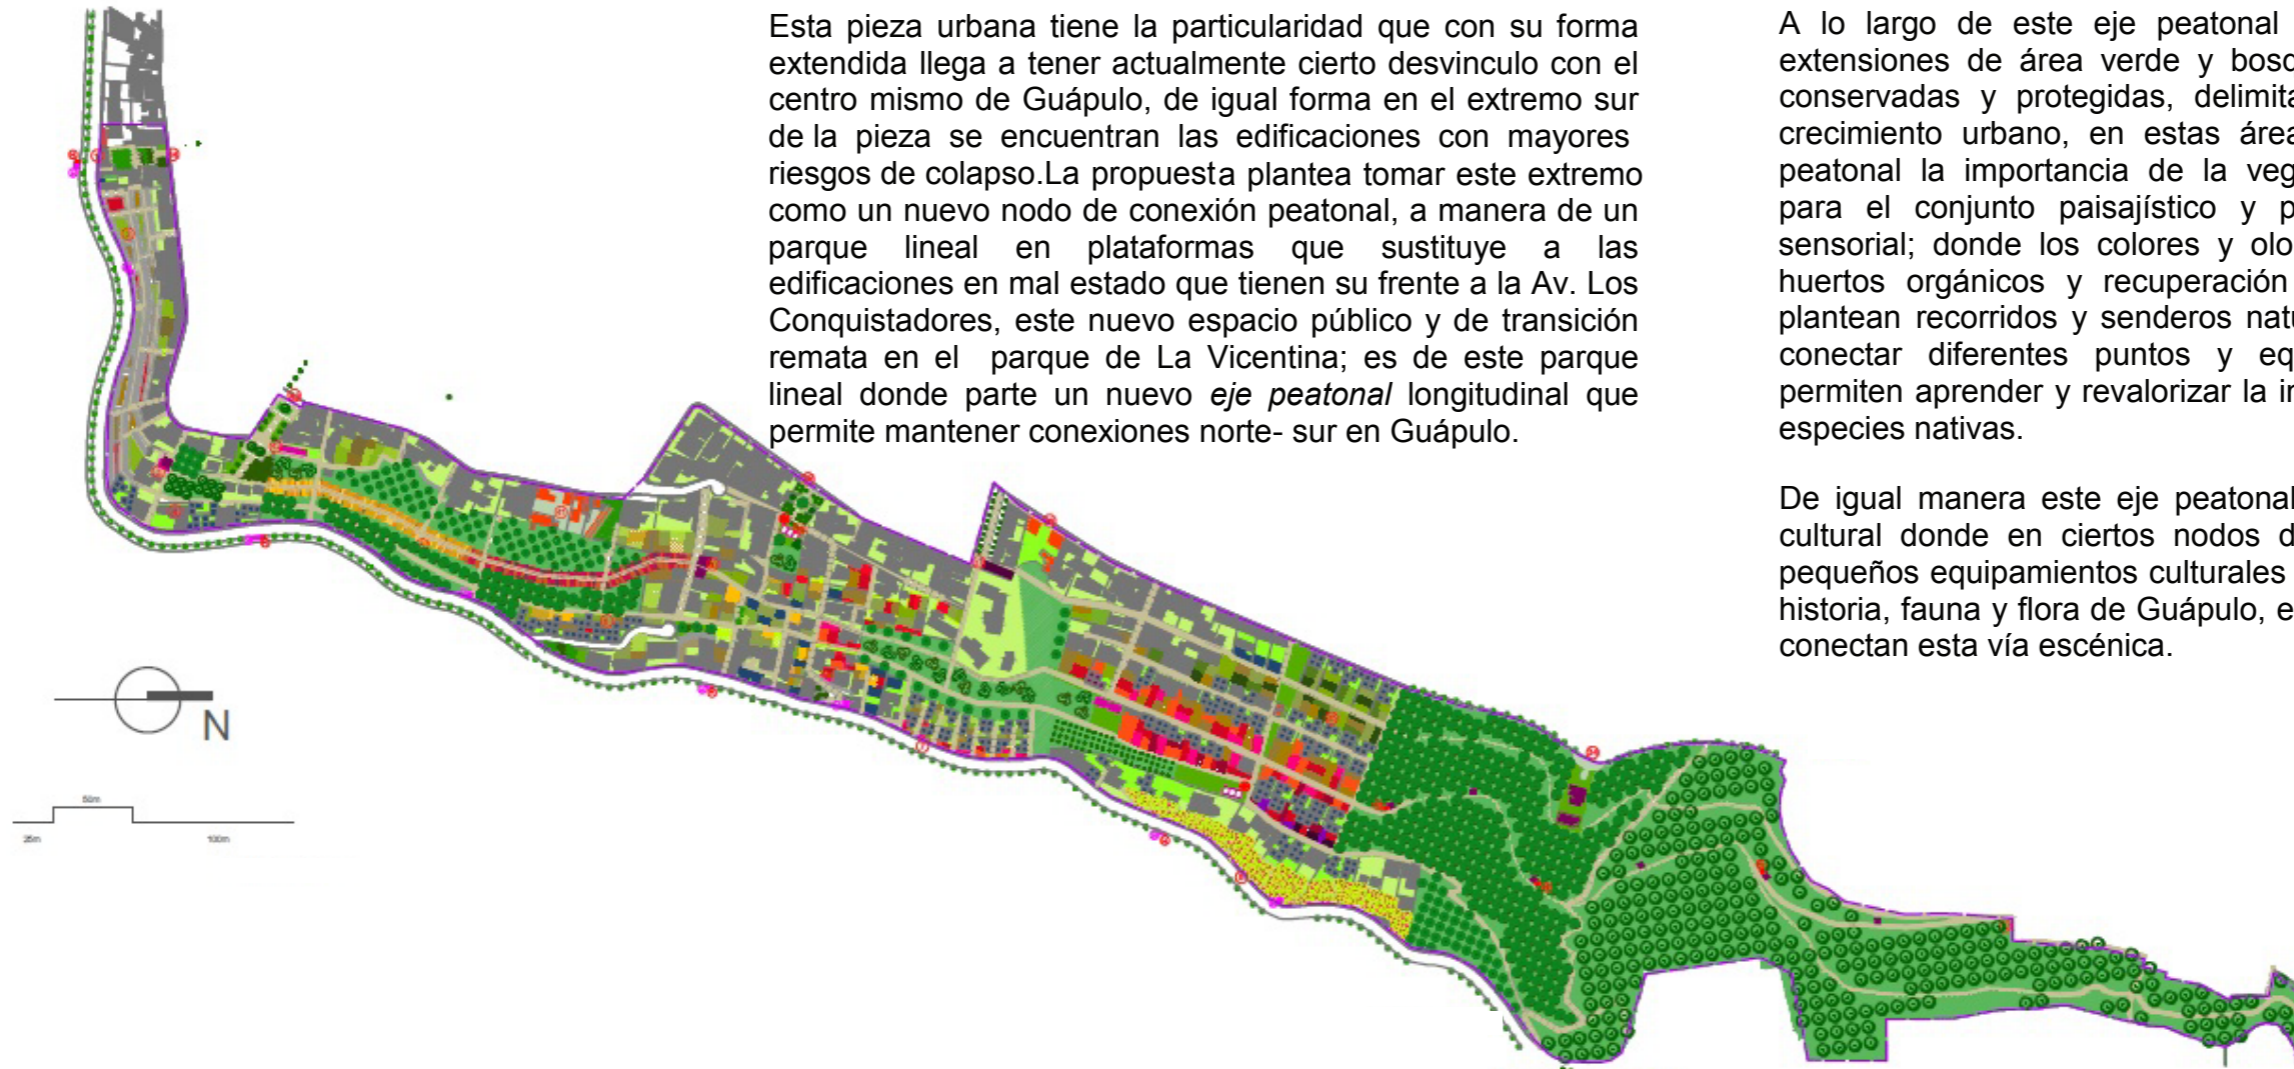 Esta pieza urbana tiene la particularidad que con su forma
extendida llega a tener actualmente cierto desvinculo con el
centro mismo de Guápulo, de igual forma en el extremo sur
de la pieza se encuentran las edificaciones con mayores
riesgos de colapso.La propuesta plantea tomar este extremo
como un nuevo nodo de conexión peatonal, a manera de un
parque lineal en plataformas que sustituye a las
edificaciones en mal estado que tienen su frente a la Av. Los
Conquistadores, este nuevo espacio público y de transición
remata en el parque de La Vicentina; es de este parque
lineal donde parte un nuevo eje peatonal longitudinal que
permite mantener conexiones norte- sur en Guápulo.
A lo largo de este eje peatonal
extensiones de área verde y bosq
conservadas y protegidas, delimita
crecimiento urbano, en estas área
peatonal la importancia de la veg
para el conjunto paisajístico y p
sensorial; donde los colores y olo
huertos orgánicos y recuperación
plantean recorridos y senderos natu
conectar diferentes puntos y eq
permiten aprender y revalorizar la in
especies nativas.
De igual manera este eje peatonal
cultural donde en ciertos nodos d
pequeños equipamientos culturales
historia, fauna y flora de Guápulo, e
conectan esta vía escénica.
N
50m
25m
100m